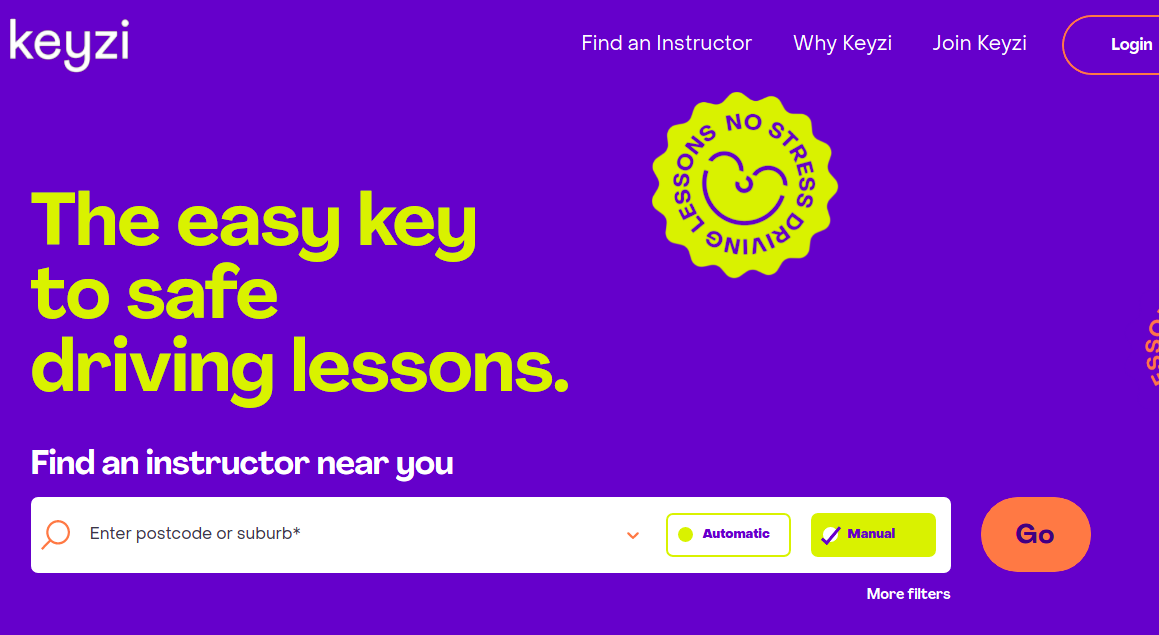 keyzi
Find an Instructor
Why Keyzi
Join Keyzi
Login
NO STRESS DRIVING LESSONS
The easy key
to safe
driving lessons.
Find an instructor near you
Enter postcode or suburb*
Automatic
Manual
Go
More filters